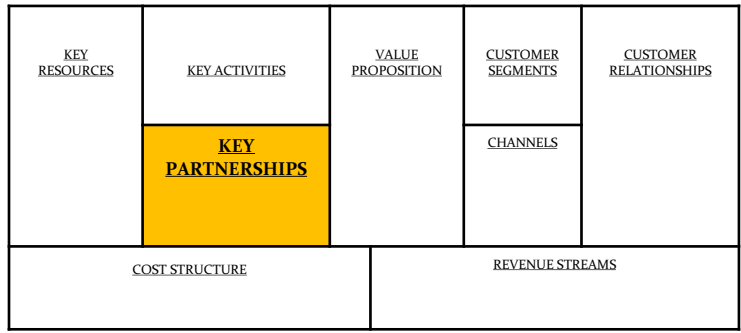 KEY
RESOURCES
KEY ACTIVITIES
VALUE
PROPOSITION
CUSTOMER
SEGMENTS
CUSTOMER
RELATIONSHIPS
KEY
PARTNERSHIPS
CHANNELS
COST STRUCTURE
REVENUE STREAMS